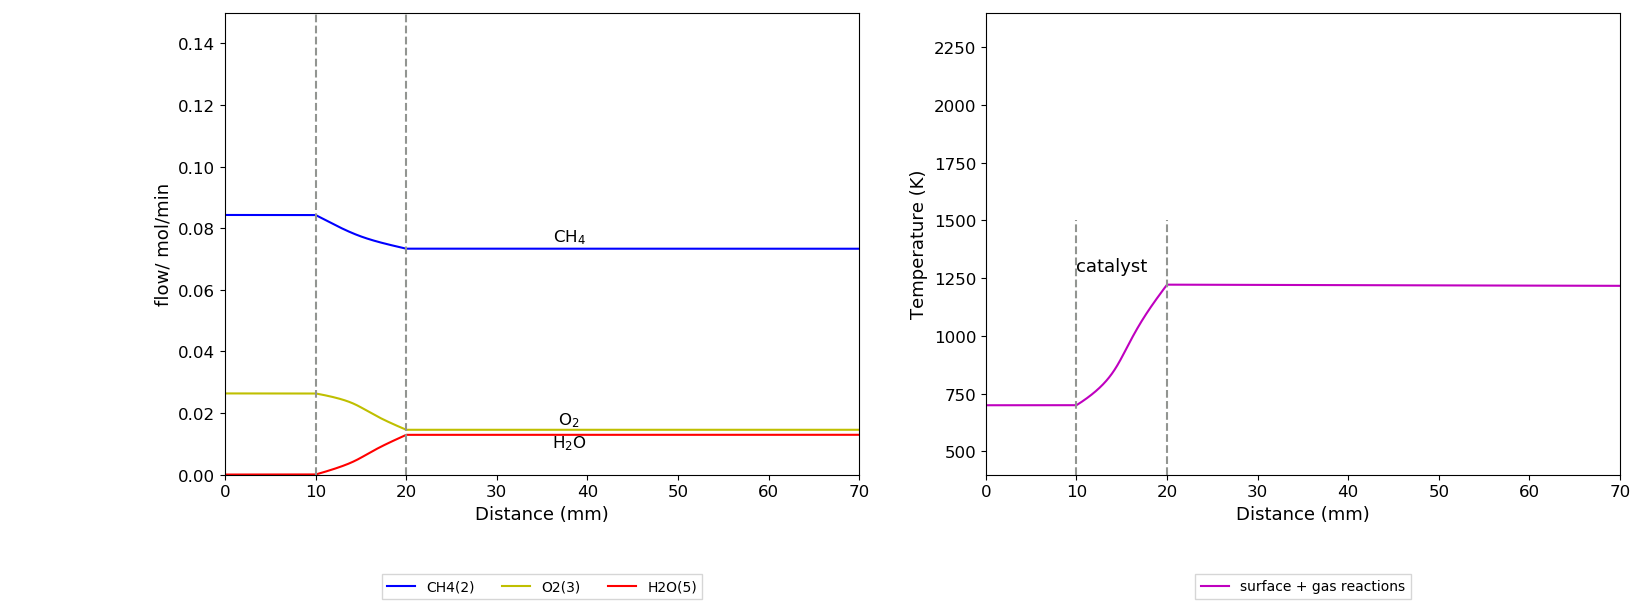 0.14
0.12
0.10
0.08
0.06
0.04
0.02
0.00
flow/ mol/min
CH₄
O₂
H₂O
0 10 20 30 40 50 60 70
Distance (mm)
CH4(2) O2(3) H2O(5)
2250
2000
1750
1500
1250
1000
750
500
Temperature (K)
catalyst
0 10 20 30 40 50 60 70
Distance (mm)
surface + gas reactions